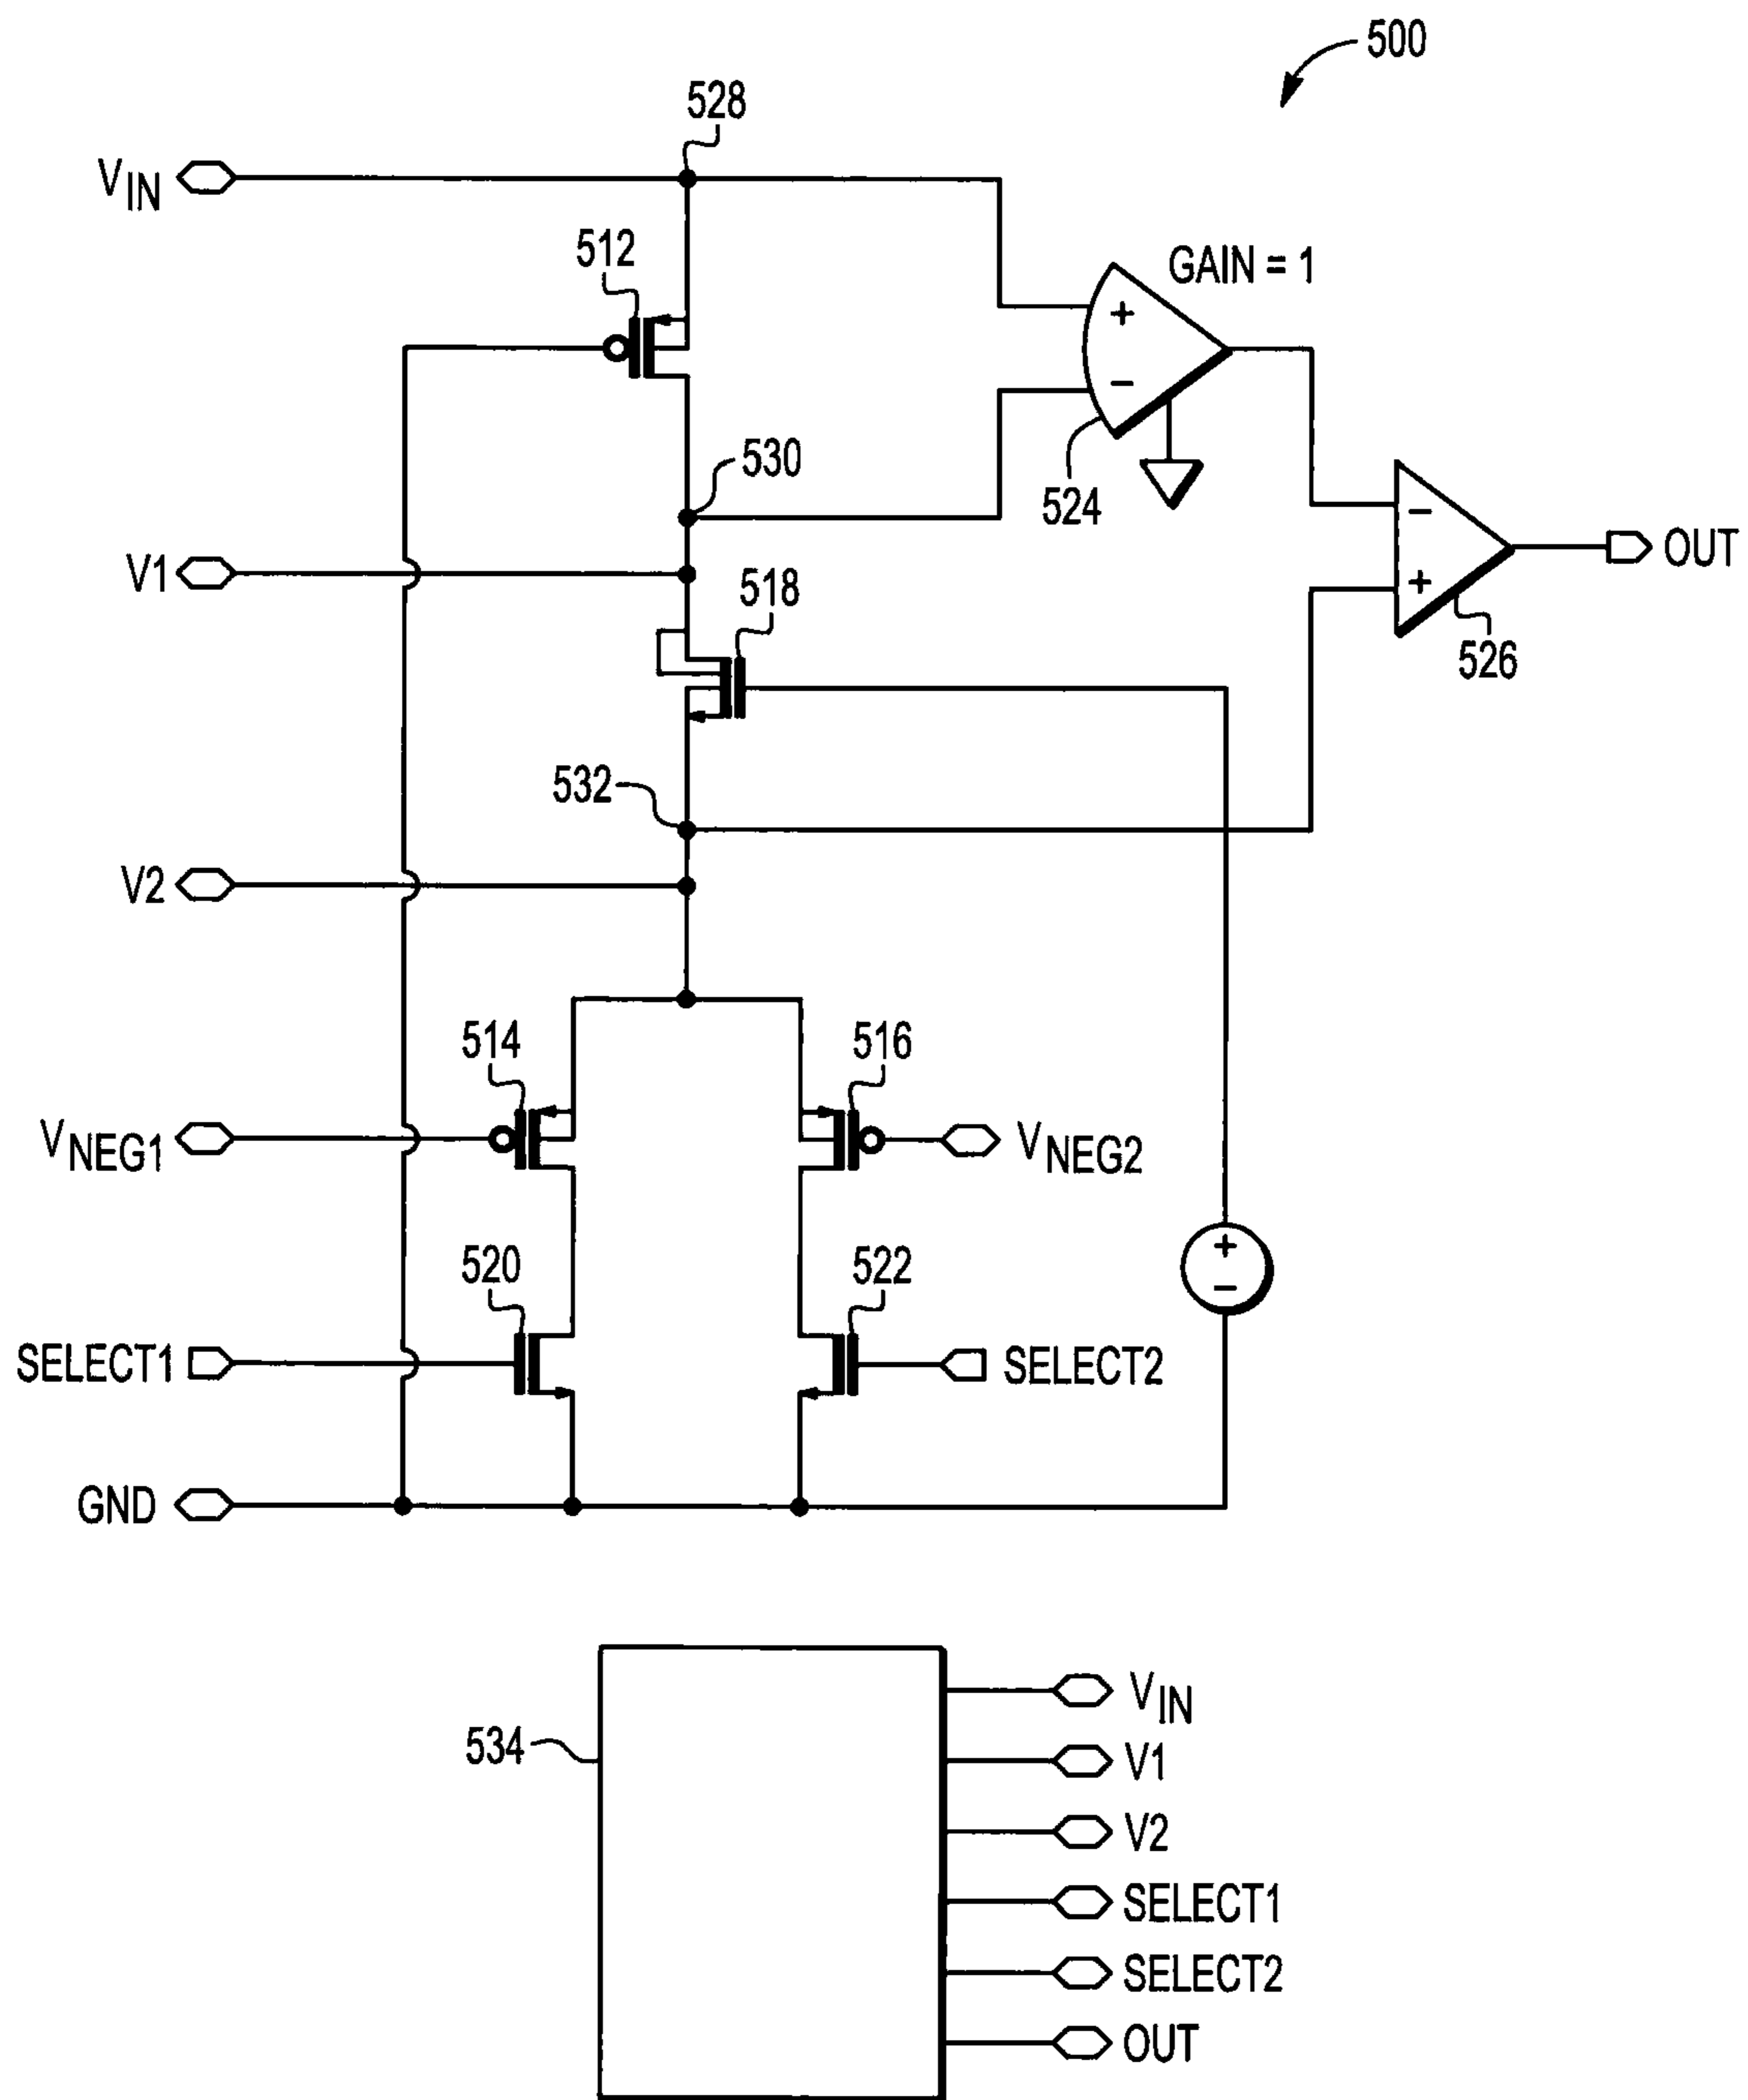 500
528
VIN
512
GAIN = 1
+
−
530
524
−
+
OUT
V1
518
526
532
V2
514
516
VNEG1
VNEG2
+
−
520
522
SELECT1
SELECT2
GND
534
VIN
V1
V2
SELECT1
SELECT2
OUT